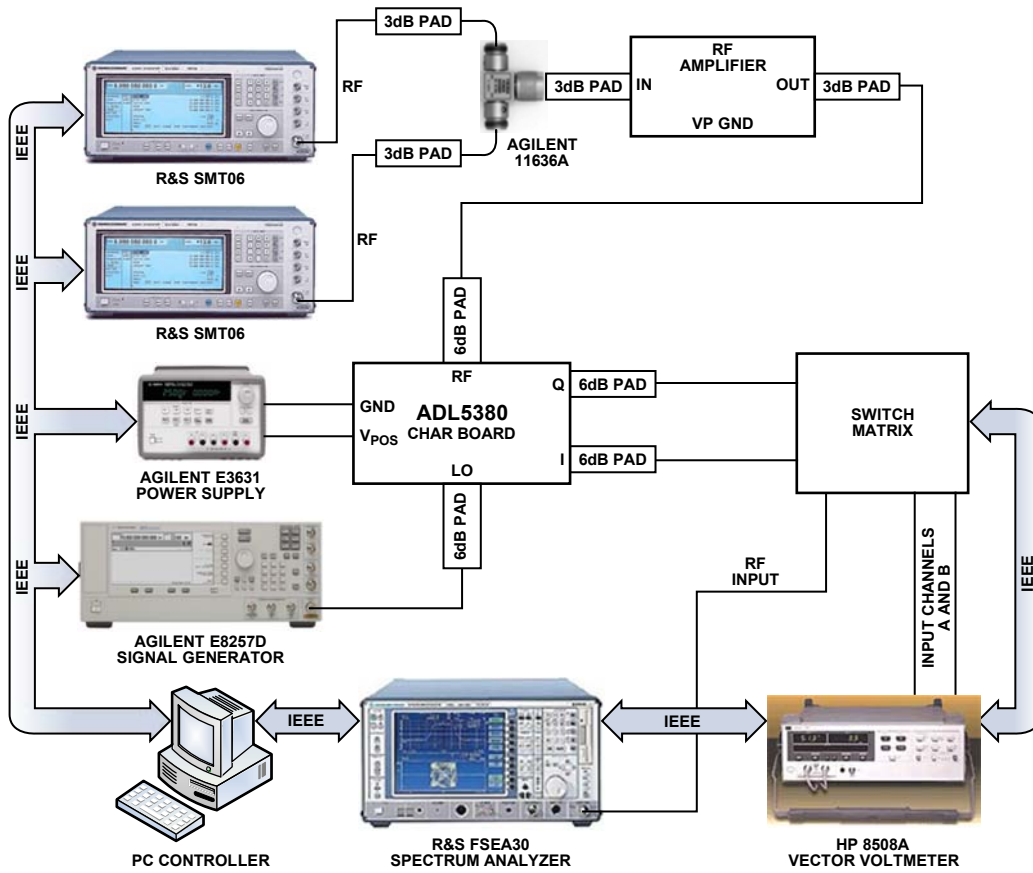 3dB PAD
RF
3dB PAD
RF
AGILENT
11636A
3dB PAD
IN
RF
AMPLIFIER
OUT
VP GND
3dB PAD
IEEE
R&S SMT06
IEEE
R&S SMT06
6dB PAD
RF
GND
ADL5380
CHAR BOARD
VPOS
LO
Q
6dB PAD
I
6dB PAD
SWITCH
MATRIX
IEEE
AGILENT E3631
POWER SUPPLY
6dB PAD
IEEE
AGILENT E8257D
SIGNAL GENERATOR
RF
INPUT
INPUT CHANNELS
A AND B
IEEE
IEEE
IEEE
PC CONTROLLER
R&S FSEA30
SPECTRUM ANALYZER
HP 8508A
VECTOR VOLTMETER